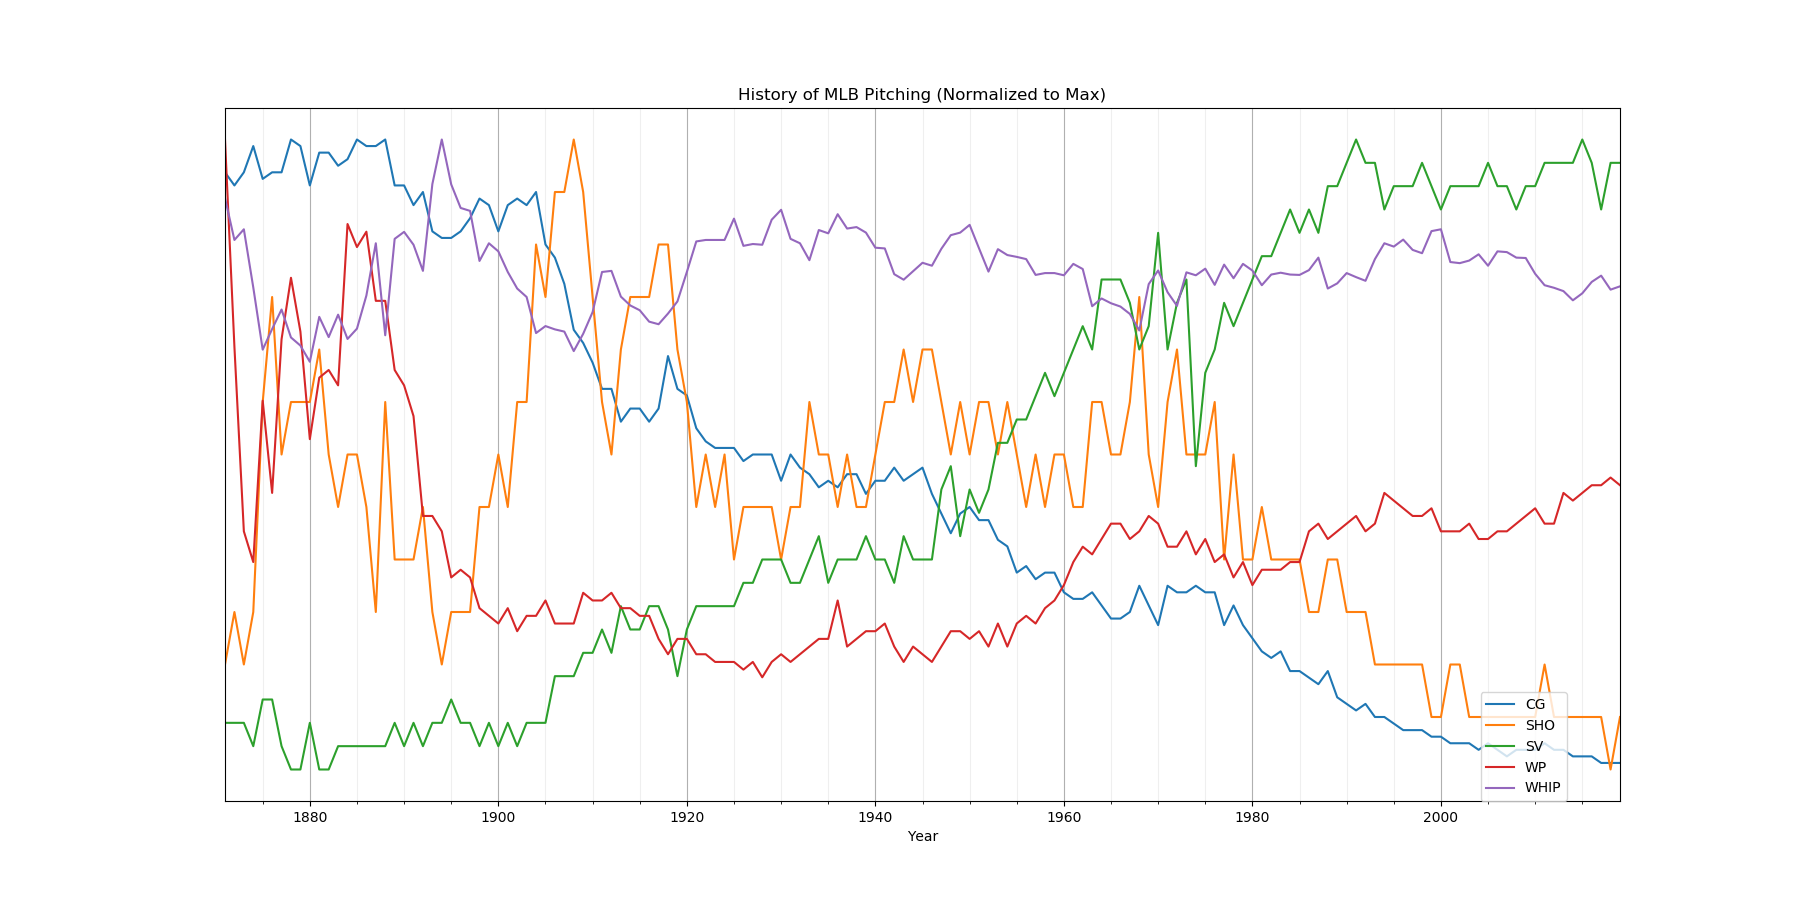 History of MLB Pitching (Normalized to Max)
CG
SHO
SV
WP
WHIP
1880 1900 1920 1940 1960 1980 2000
Year